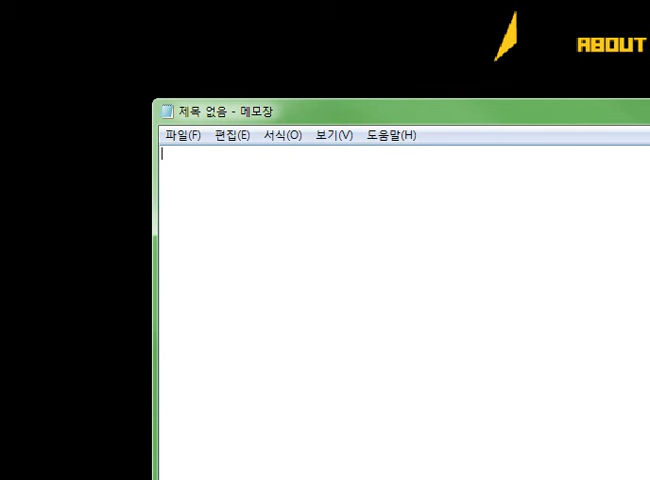 ABOUT
제목 없음 - 메모장
파일(F) 편집(E) 서식(O) 보기(V) 도움말(H)